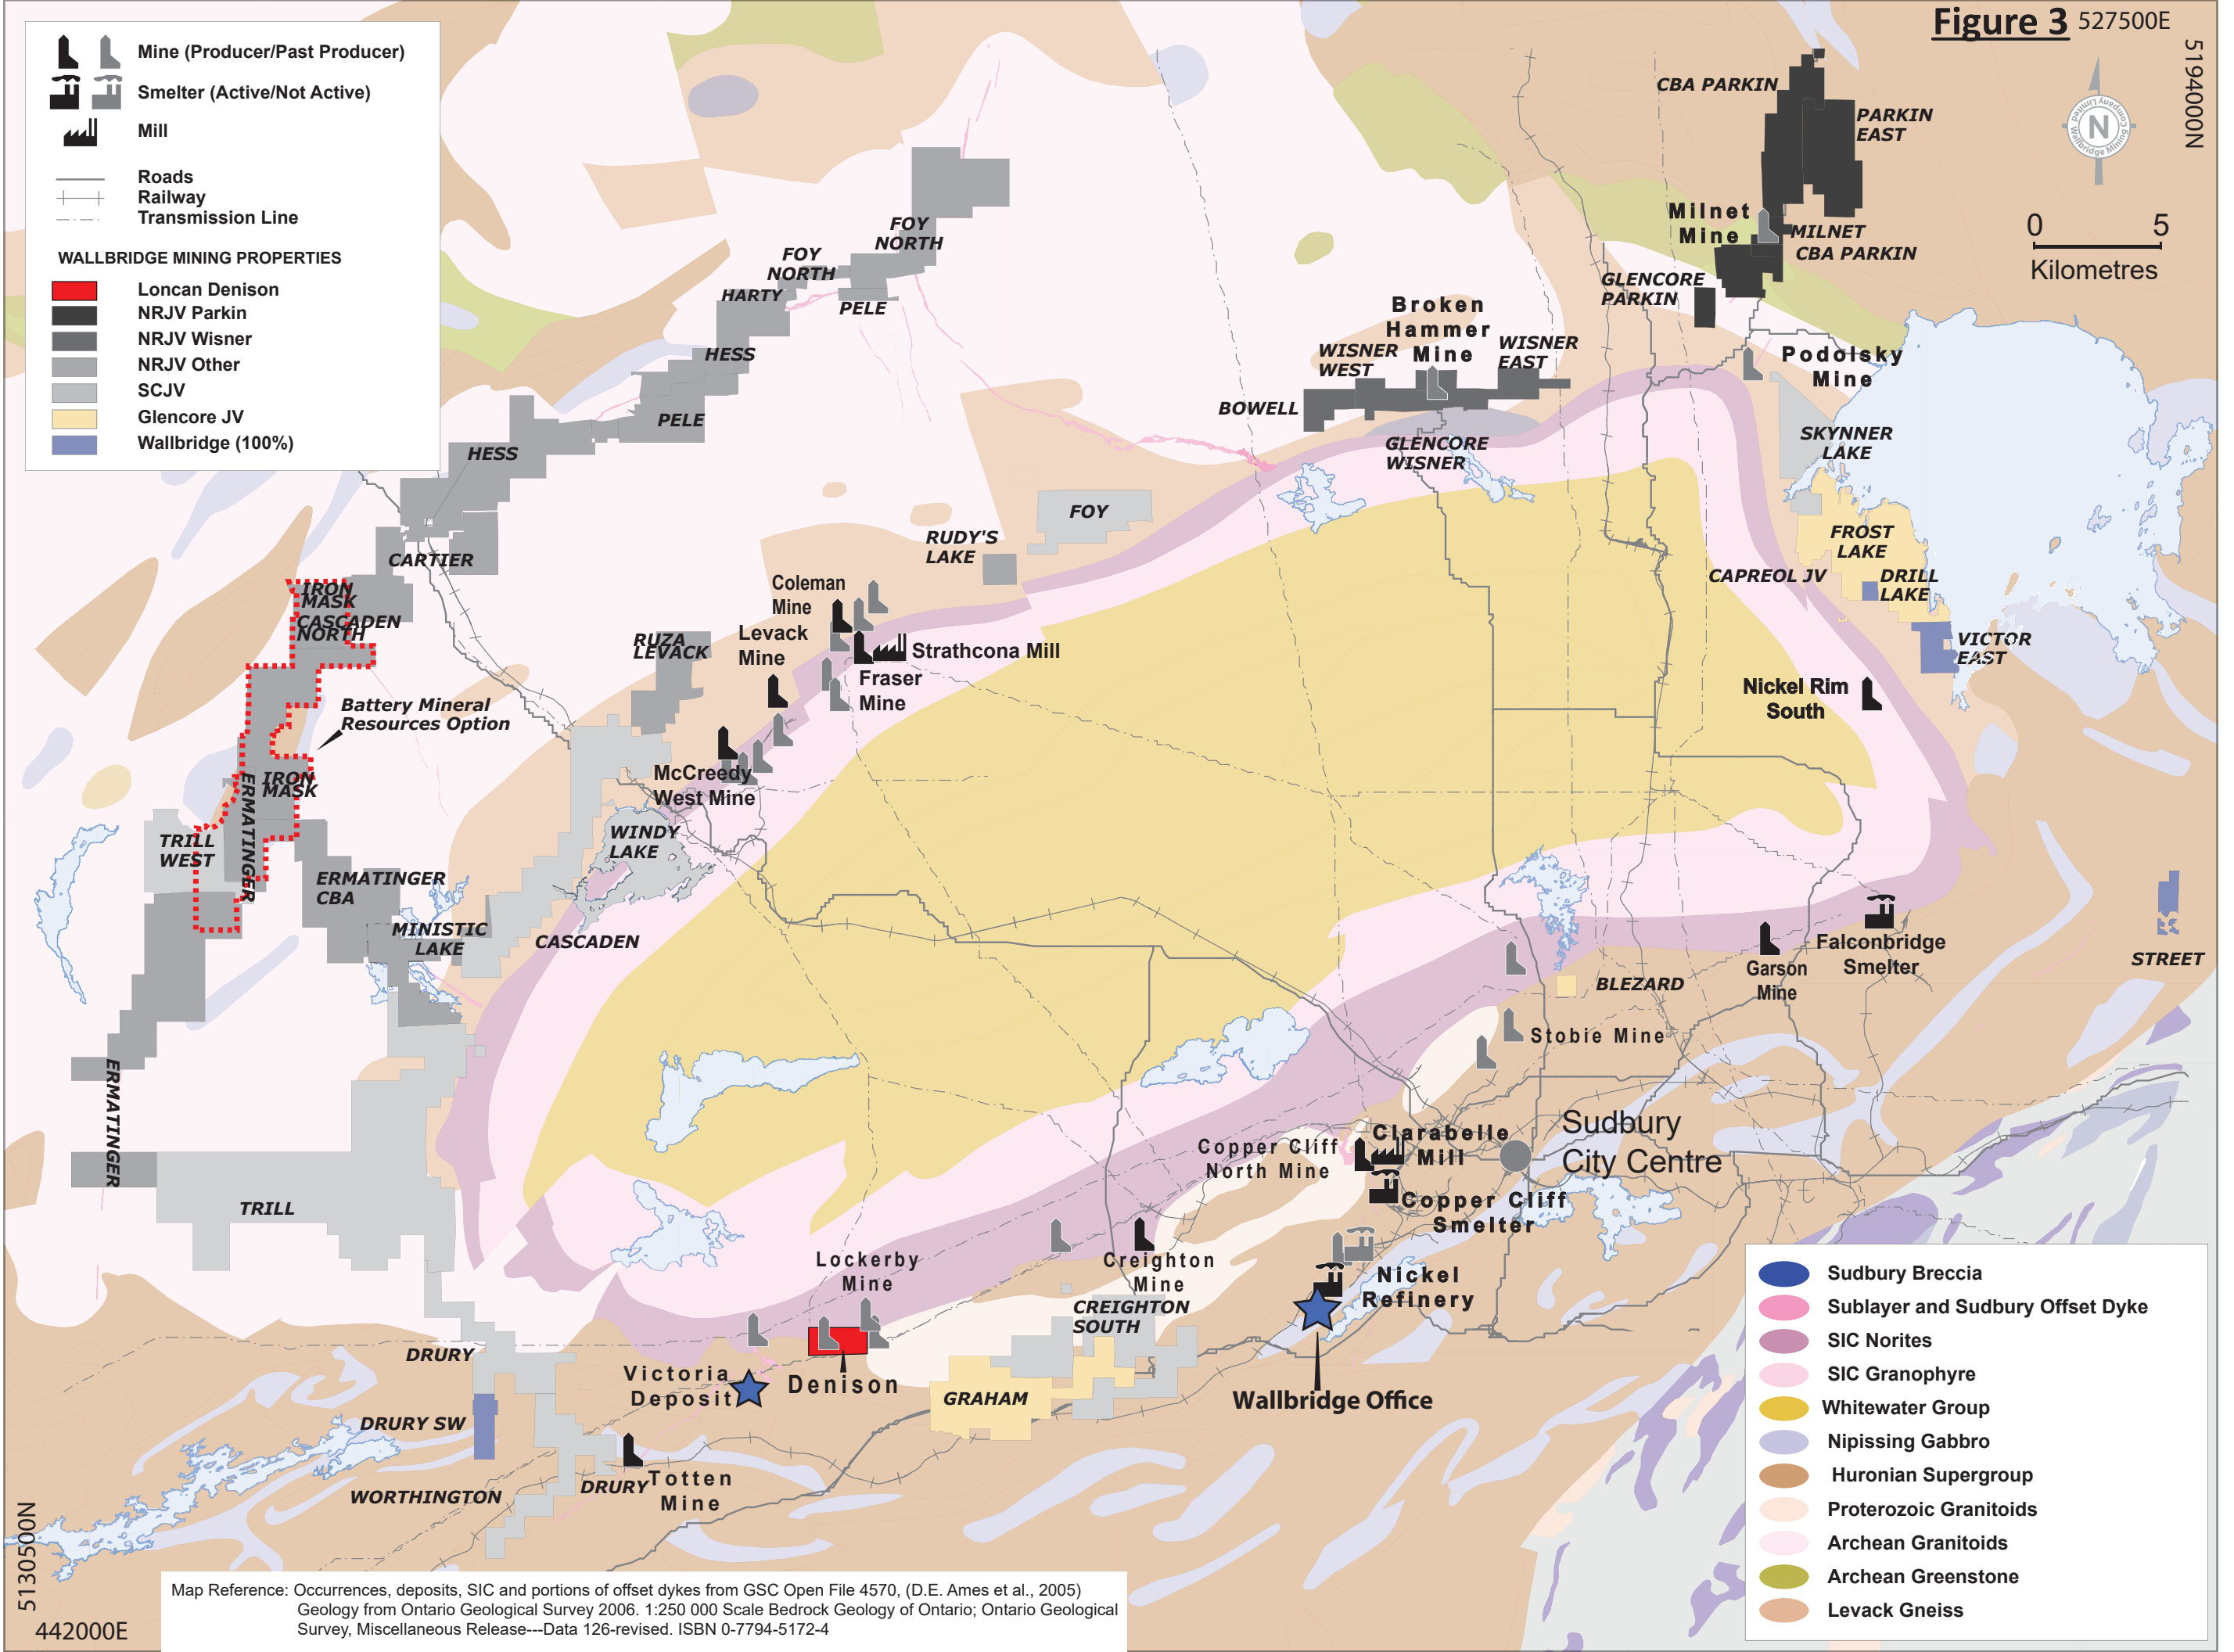 Figure 3
527500E
5194000N
Mine (Producer/Past Producer)
Smelter (Active/Not Active)
Mill
Roads
Railway
Transmission Line
WALLBRIDGE MINING PROPERTIES
Loncan Denison
NRJV Parkin
NRJV Wisner
NRJV Other
SCJV
Glencore JV
Wallbridge (100%)
N
Wallbridge Mining Company Limited
0 5
Kilometres
CBA PARKIN
PARKIN
EAST
Milnet
Mine
MILNET
CBA PARKIN
GLENCORE
PARKIN
FOY
NORTH
FOY
NORTH
HARTY
PELE
HESS
PELE
HESS
Broken
Hammer
Mine
WISNER
WEST
WISNER
EAST
BOWELL
GLENCORE
WISNER
Podolsky
Mine
SKYNNER
LAKE
FOY
RUDY'S
LAKE
FROST
LAKE
CAPREOL JV
DRILL
LAKE
VICTOR
EAST
CARTIER
IRON
MASK
CASCADEN
NORTH
Coleman
Mine
Levack
Mine
Strathcona Mill
Fraser
Mine
RUZA
LEVACK
Battery Mineral
Resources Option
Nickel Rim
South
McCreedy
West Mine
IRON
MASK
ERMATINGER
TRILL
WEST
WINDY
LAKE
ERMATINGER
CBA
MINISTIC
LAKE
CASCADEN
Falconbridge
Smelter
Garson
Mine
STREET
BLEZARD
Stobie Mine
ERMATINGER
TRILL
Sudbury
City Centre
Clarabelle
Mill
Copper Cliff
North Mine
Copper Cliff
Smelter
Lockerby
Mine
Creighton
Mine
Nickel
Refinery
CREIGHTON
SOUTH
DRURY
Victoria
Deposit
Denison
GRAHAM
Wallbridge Office
DRURY SW
WORTHINGTON
DRURY
Totten
Mine
Sudbury Breccia
Sublayer and Sudbury Offset Dyke
SIC Norites
SIC Granophyre
Whitewater Group
Nipissing Gabbro
Huronian Supergroup
Proterozoic Granitoids
Archean Granitoids
Archean Greenstone
Levack Gneiss
5130500N
442000E
Map Reference: Occurrences, deposits, SIC and portions of offset dykes from GSC Open File 4570, (D.E. Ames et al., 2005)
Geology from Ontario Geological Survey 2006. 1:250 000 Scale Bedrock Geology of Ontario; Ontario Geological
Survey, Miscellaneous Release---Data 126-revised. ISBN 0-7794-5172-4